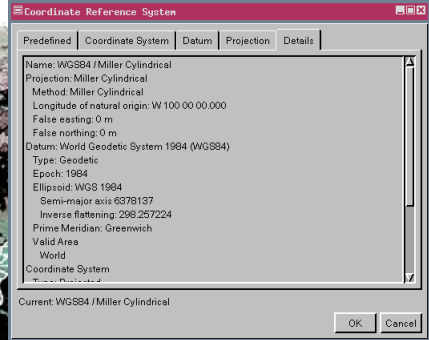 Coordinate Reference System
Predefined Coordinate System Datum Projection Details
Name: WGS84 / Miller Cylindrical
Projection: Miller Cylindrical
Method: Miller Cylindrical
Longitude of natural origin: W 100 00 00.000
False easting: 0 m
False northing: 0 m
Datum: World Geodetic System 1984 (WGS84)
Type: Geodetic
Epoch: 1984
Ellipsoid: WGS 1984
Semi-major axis 6378137
Inverse flattening: 298.257224
Prime Meridian: Greenwich
Valid Area
World
Coordinate System
Current: WGS84 / Miller Cylindrical
OK Cancel